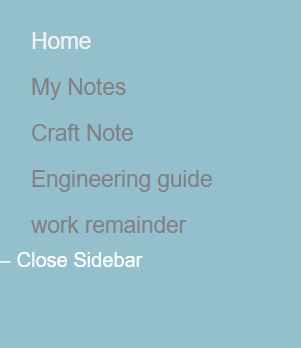 Home
My Notes
Craft Note
Engineering guide
work remainder
– Close Sidebar